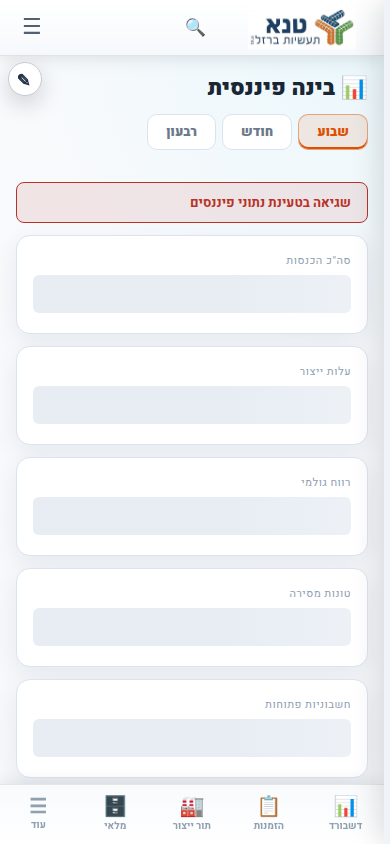 טנא
תעשיות ברזל
בינה פיננסית
שבוע
חודש
רבעון
שגיאה בטעינת נתוני פיננסים
סה"כ הכנסות
עלות ייצור
רווח גולמי
טונות מסירה
חשבוניות פתוחות
דשבורד
הזמנות
תור ייצור
מלאי
עוד